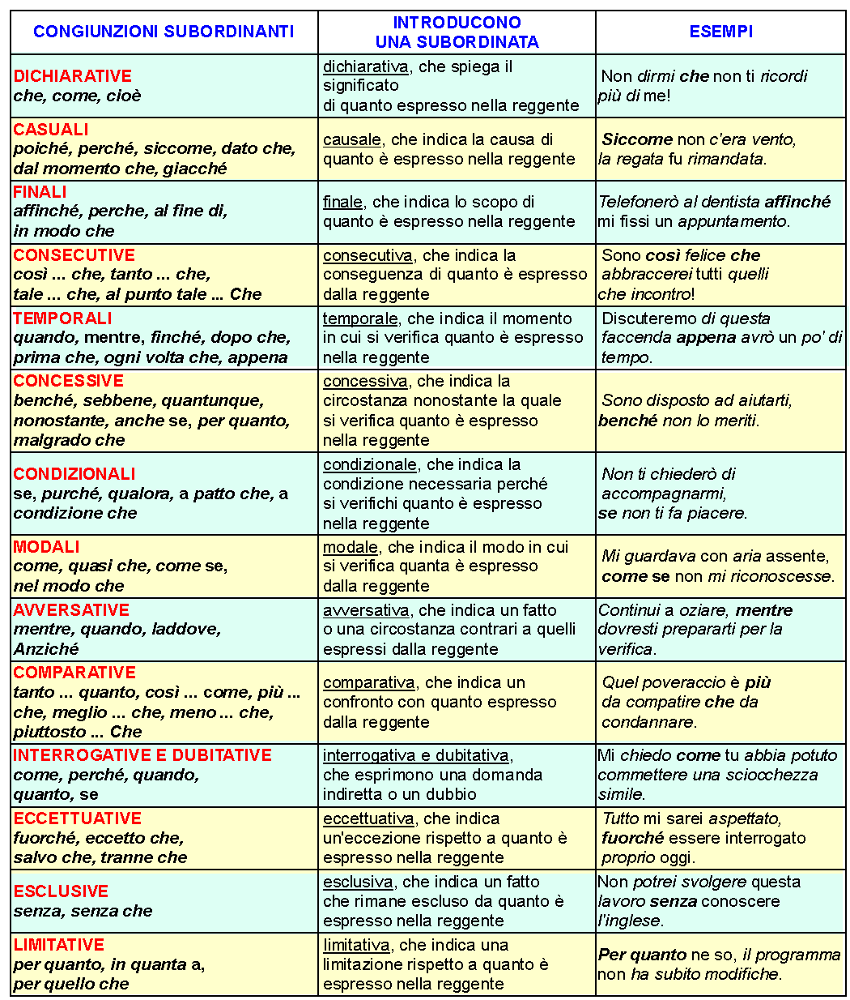 CONGIUNZIONI SUBORDINANTI
INTRODUCONO
UNA SUBORDINATA
ESEMPI
DICHIARATIVE
che, come, cioè
dichiarativa, che spiega il
significato
di quanto espresso nella reggente
Non dirmi che non ti ricordi
più di me!
CASUALI
poiché, perché, siccome, dato che,
dal momento che, giacché
causale, che indica la causa di
quanto è espresso nella reggente
Siccome non c'era vento,
la regata fu rimandata.
FINALI
affinché, perche, al fine di,
in modo che
finale, che indica lo scopo di
quanto è espresso nella reggente
Telefonerò al dentista affinché
mi fissi un appuntamento.
CONSECUTIVE
così ... che, tanto ... che,
tale ... che, al punto tale ... Che
consecutiva, che indica la
conseguenza di quanto è espresso
dalla reggente
Sono così felice che
abbraccerei tutti quelli
che incontro!
TEMPORALI
quando, mentre, finché, dopo che,
prima che, ogni volta che, appena
temporale, che indica il momento
in cui si verifica quanto è espresso
nella reggente
Discuteremo di questa
faccenda appena avrò un po' di
tempo.
CONCESSIVE
benché, sebbene, quantunque,
nonostante, anche se, per quanto,
malgrado che
concessiva, che indica la
circostanza nonostante la quale
si verifica quanto è espresso
nella reggente
Sono disposto ad aiutarti,
benché non lo meriti.
CONDIZIONALI
se, purché, qualora, a patto che, a
condizione che
condizionale, che indica la
condizione necessaria perché
si verifichi quanto è espresso
nella reggente
Non ti chiederò di
accompagnarmi,
se non ti fa piacere.
MODALI
come, quasi che, come se,
nel modo che
modale, che indica il modo in cui
si verifica quanta è espresso
dalla reggente
Mi guardava con aria assente,
come se non mi riconoscesse.
AVVERSATIVE
mentre, quando, laddove,
Anziché
avversativa, che indica un fatto
o una circostanza contrari a quelli
espressi dalla reggente
Continui a oziare, mentre
dovresti prepararti per la
verifica.
COMPARATIVE
tanto ... quanto, così ... come, più ...
che, meglio ... che, meno ... che,
piuttosto ... Che
comparativa, che indica un
confronto con quanto espresso
dalla reggente
Quel poveraccio è più
da compatire che da
condannare.
INTERROGATIVE E DUBITATIVE
come, perché, quando,
quanto, se
interrogativa e dubitativa,
che esprimono una domanda
indiretta o un dubbio
Mi chiedo come tu abbia potuto
commettere una sciocchezza
simile.
ECCETTUATIVE
fuorché, eccetto che,
salvo che, tranne che
eccettuativa, che indica
un'eccezione rispetto a quanto è
espresso nella reggente
Tutto mi sarei aspettato,
fuorché essere interrogato
proprio oggi.
ESCLUSIVE
senza, senza che
esclusiva, che indica un fatto
che rimane escluso da quanto è
espresso nella reggente
Non potrei svolgere questa
lavoro senza conoscere
l'inglese.
LIMITATIVE
per quanto, in quanta a,
per quello che
limitativa, che indica una
limitazione rispetto a quanto è
espresso nella reggente
Per quanto ne so, il programma
non ha subito modifiche.